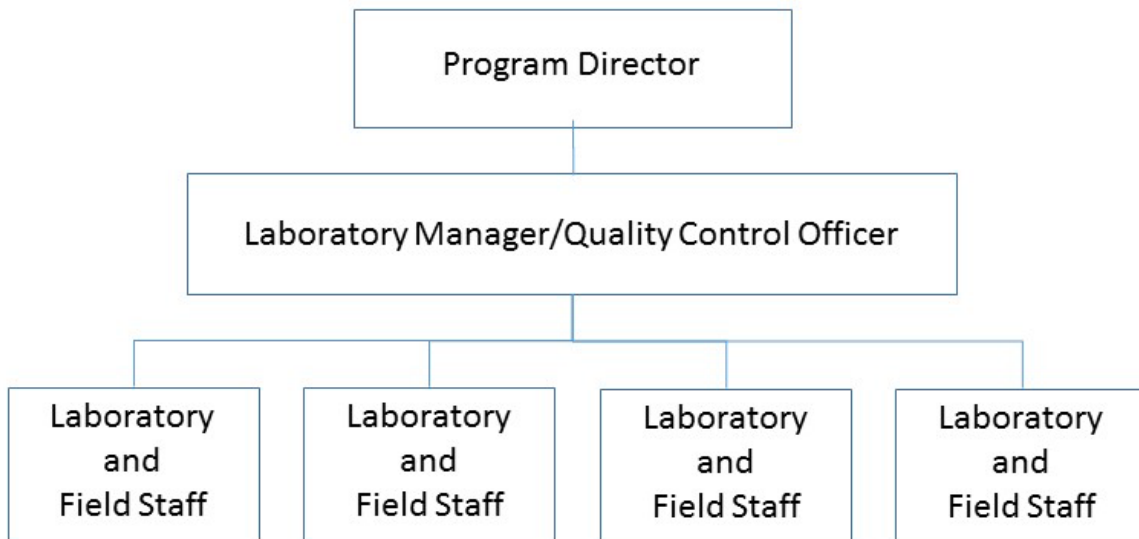 Program Director
Laboratory Manager/Quality Control Officer
Laboratory
and
Field Staff
Laboratory
and
Field Staff
Laboratory
and
Field Staff
Laboratory
and
Field Staff